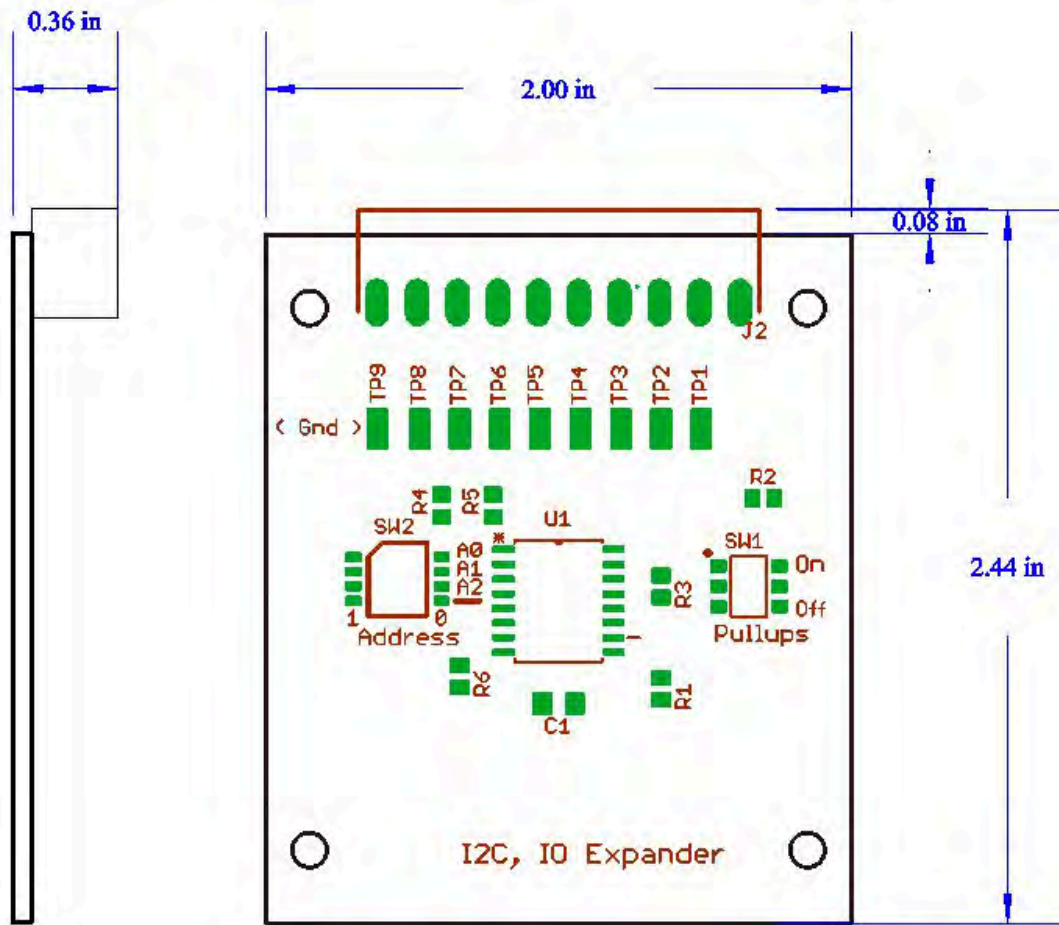 0.36 in
2.00 in
0.08 in
J2
TP9 TP8 TP7 TP6 TP5 TP4 TP3 TP2 TP1
< Gnd >
R2
R4 R5
U1
SW2
*
SW1
A0
A1
A2
On
2.44 in
R3
Off
1 0
Address
Pullups
R6
R1
C1
I2C, IO Expander